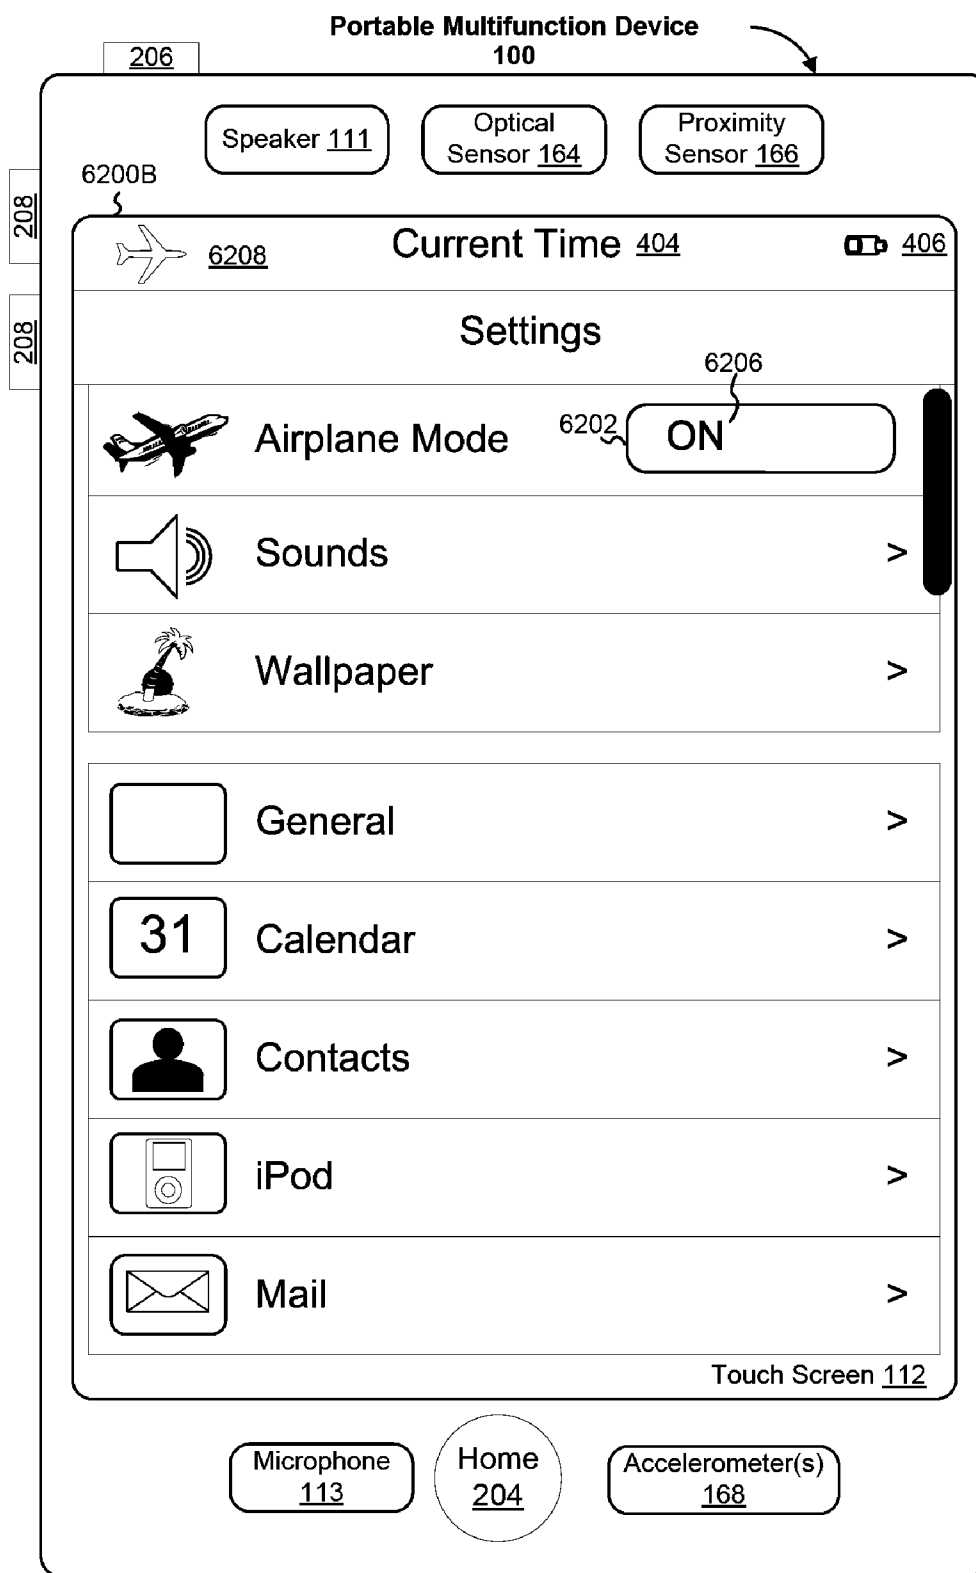 Portable Multifunction Device
100
206
Speaker 111
Optical
Sensor 164
Proximity
Sensor 166
6200B
208
208
6208
Current Time 404
406
Settings
6206
Airplane Mode
6202
ON
Sounds >
Wallpaper >
General >
31
Calendar >
Contacts >
iPod >
Mail >
Touch Screen 112
Microphone
113
Home
204
Accelerometer(s)
168